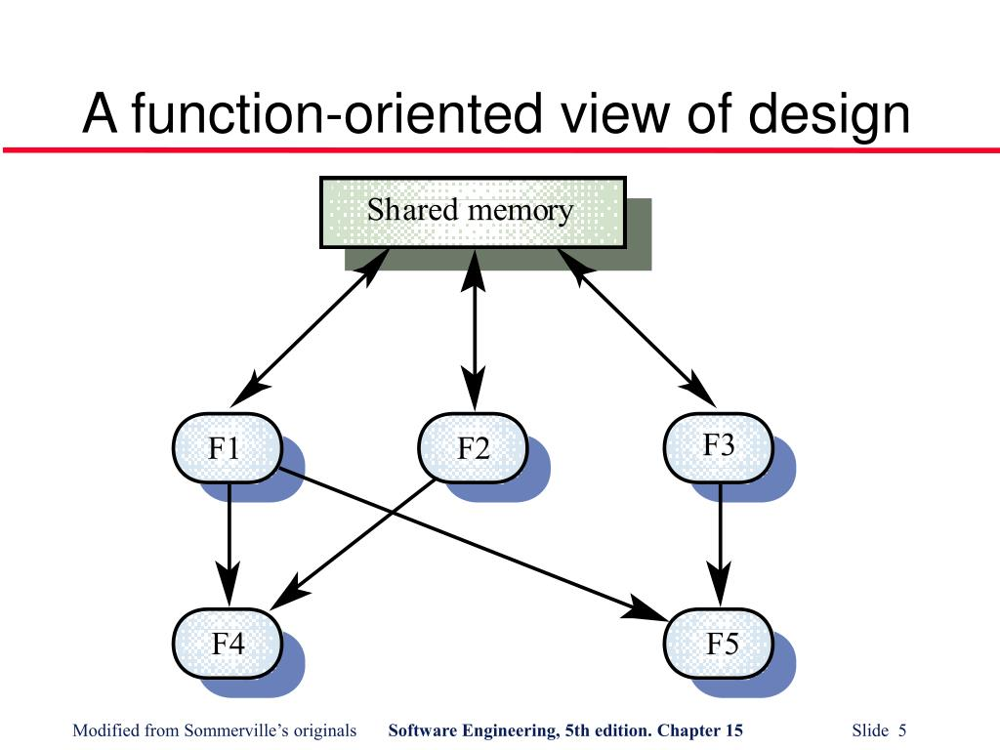 A function-oriented view of design
Shared memory
F1
F2
F3
F4
F5
Modified from Sommerville’s originals Software Engineering, 5th edition. Chapter 15 Slide 5